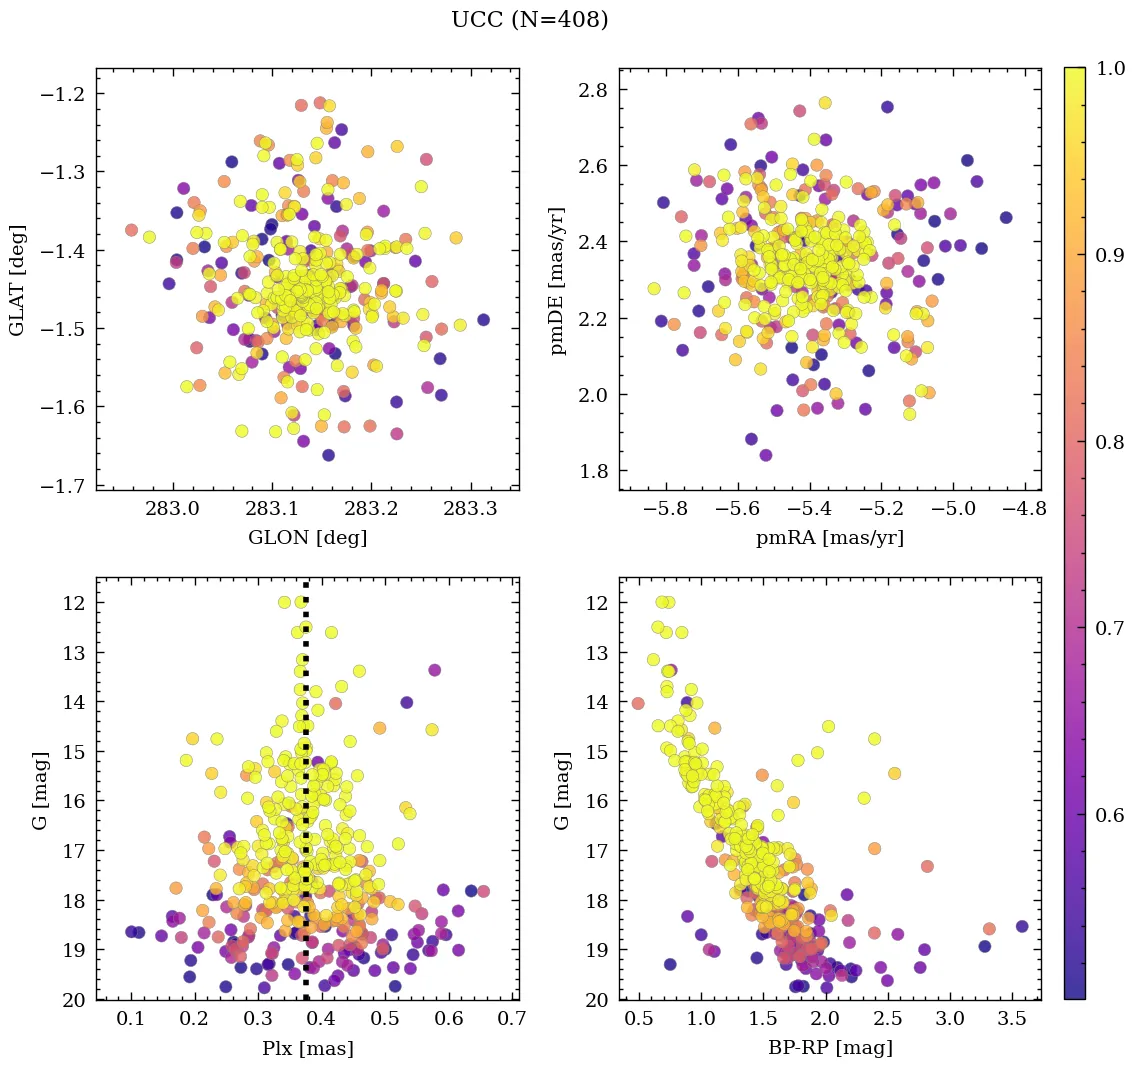 UCC (N=408)
−1.2
−1.3
−1.4
−1.5
−1.6
−1.7
GLAT [deg]
283.0 283.1 283.2 283.3
GLON [deg]
2.8
2.6
2.4
2.2
2.0
1.8
pmDE [mas/yr]
−5.8 −5.6 −5.4 −5.2 −5.0 −4.8
pmRA [mas/yr]
1.0
0.9
0.8
0.7
0.6
12
13
14
15
16
17
18
19
20
G [mag]
0.1 0.2 0.3 0.4 0.5 0.6 0.7
Plx [mas]
12
13
14
15
16
17
18
19
20
G [mag]
0.5 1.0 1.5 2.0 2.5 3.0 3.5
BP-RP [mag]